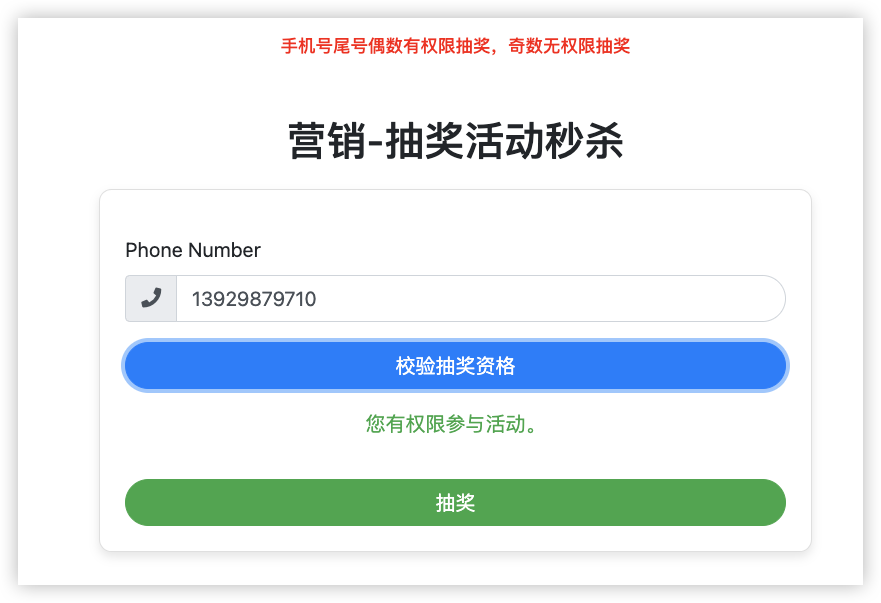 手机号尾号偶数有权限抽奖，奇数无权限抽奖
营销-抽奖活动秒杀
Phone Number
13929879710
校验抽奖资格
您有权限参与活动。
抽奖